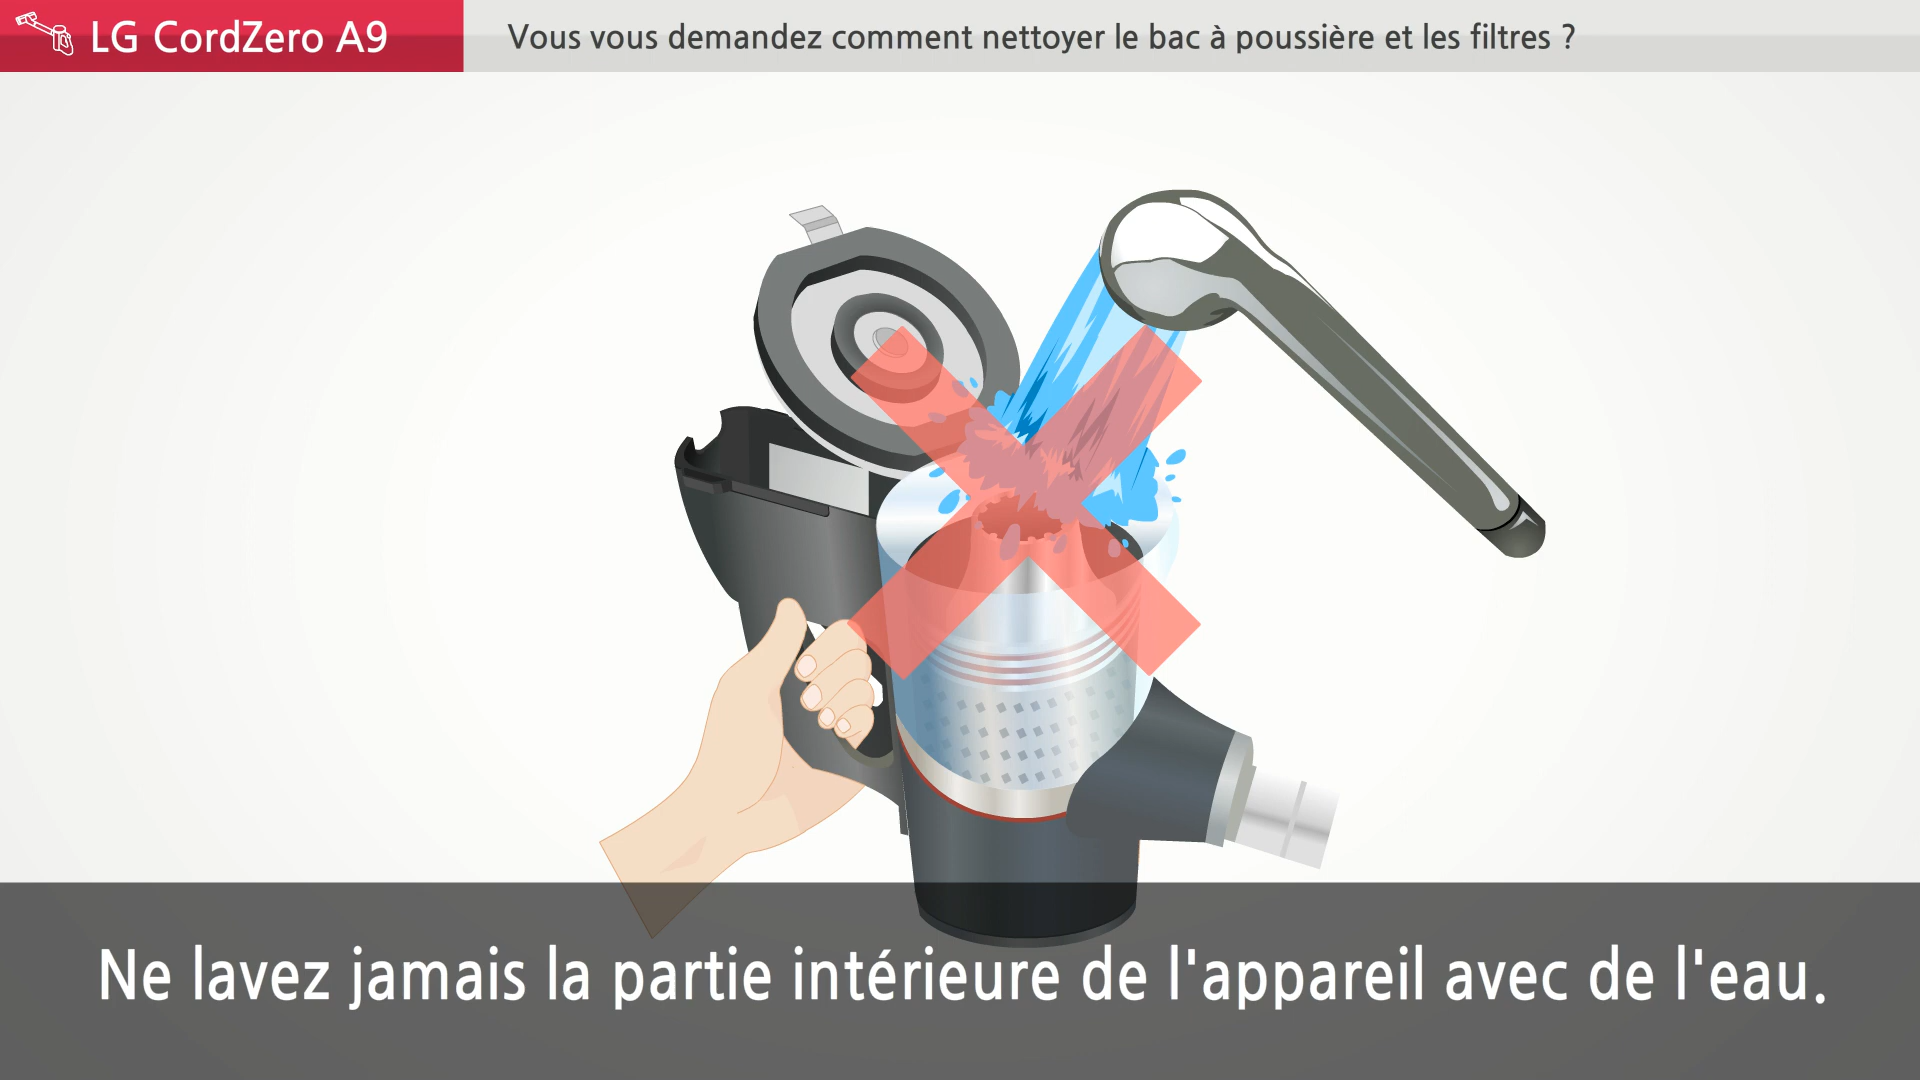 LG CordZero A9
Vous vous demandez comment nettoyer le bac à poussière et les filtres ?
Ne lavez jamais la partie intérieure de l'appareil avec de l'eau.